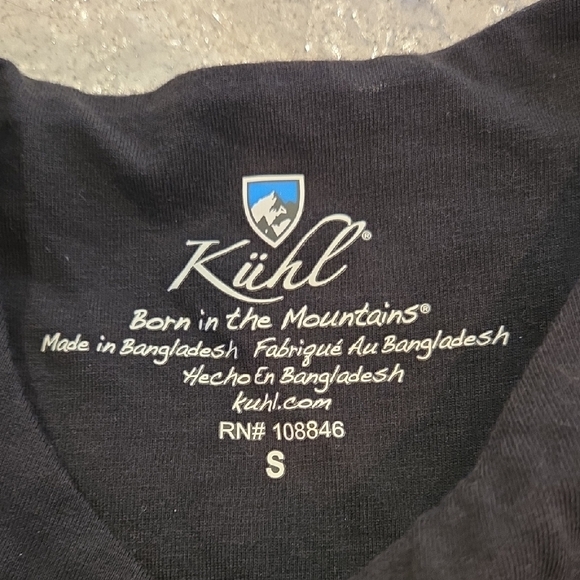 Kühl®
Born in the Mountains®
Made in Bangladesh Fabriqué Au Bangladesh
Hecho En Bangladesh
kuhl.com
RN# 108846
S